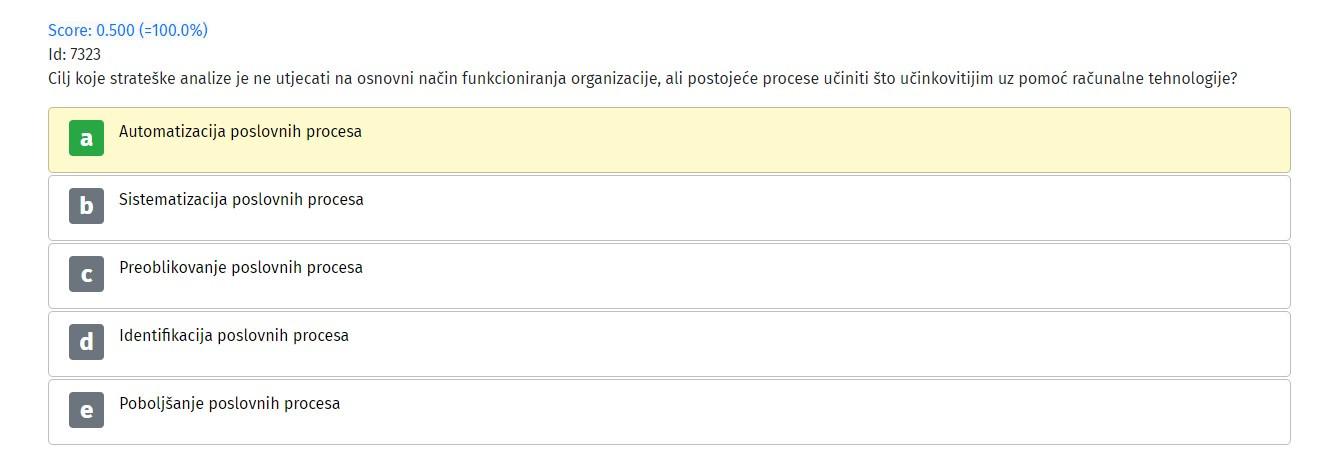 Score: 0.500 (=100.0%)
Id: 7323
Cilj koje strateške analize je ne utjecati na osnovni način funkcioniranja organizacije, ali postojeće procese učiniti što učinkovitijim uz pomoć računalne tehnologije?
a Automatizacija poslovnih procesa
b Sistematizacija poslovnih procesa
c Preoblikovanje poslovnih procesa
d Identifikacija poslovnih procesa
e Poboljšanje poslovnih procesa